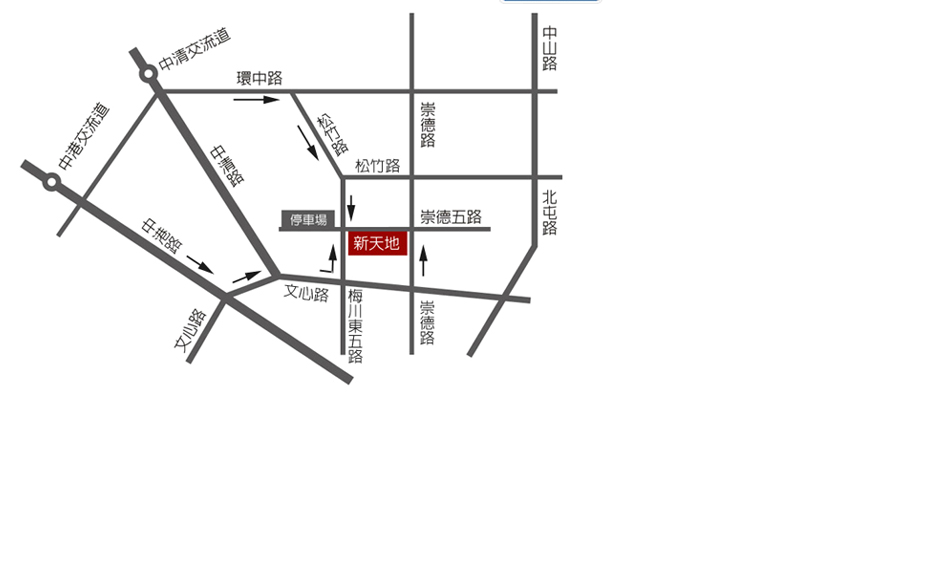 中清交流道
中山路
環中路
中港交流道
松竹路
崇德路
中清路
松竹路
北屯路
停車場
崇德五路
中港路
新天地
文心路
梅川東五路
崇德路
文心路